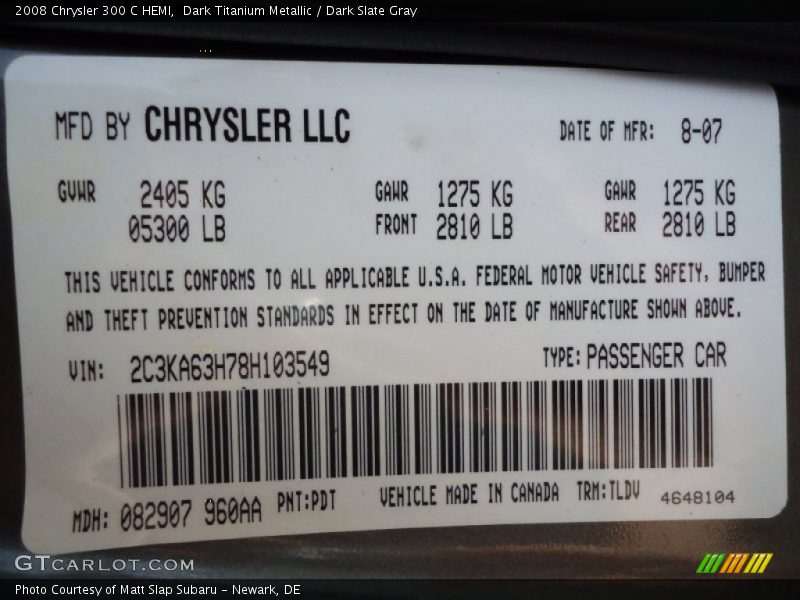 2008 Chrysler 300 C HEMI,  Dark Titanium Metallic / Dark Slate Gray
MFD BY CHRYSLER LLC DATE OF MFR: 8-07
GVWR 2405 KG GAWR 1275 KG GAWR 1275 KG
05300 LB FRONT 2810 LB REAR 2810 LB
THIS VEHICLE CONFORMS TO ALL APPLICABLE U.S.A. FEDERAL MOTOR VEHICLE SAFETY, BUMPER
AND THEFT PREVENTION STANDARDS IN EFFECT ON THE DATE OF MANUFACTURE SHOWN ABOVE.
VIN: 2C3KA63H78H103549 TYPE: PASSENGER CAR
MDH: 082907 960AA PNT:PDT VEHICLE MADE IN CANADA TRM:TLDV 4648104
GTCARLOT.COM
Photo Courtesy of Matt Slap Subaru - Newark, DE